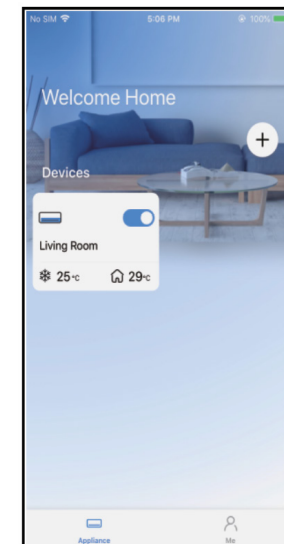 No SIM 5:06 PM 100%
Welcome Home
+
Devices
Living Room
25°C 29°C
Appliance Me